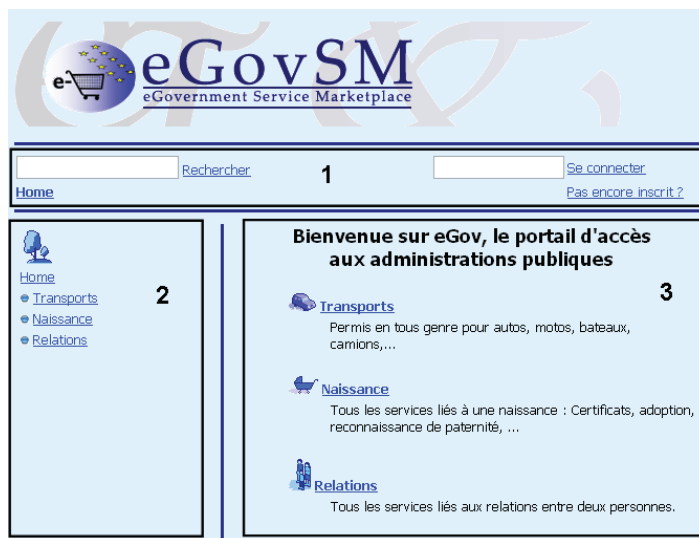 e-
eGovSM
eGovernment Service Marketplace
Rechercher
1
Se connecter
Home
Pas encore inscrit ?
Home
Transports
2
Naissance
Relations
Bienvenue sur eGov, le portail d'accès
aux administrations publiques
3
Transports
Permis en tous genre pour autos, motos, bateaux,
camions,...
Naissance
Tous les services liés à une naissance : Certificats, adoption,
reconnaissance de paternité, ...
Relations
Tous les services liés aux relations entre deux personnes.